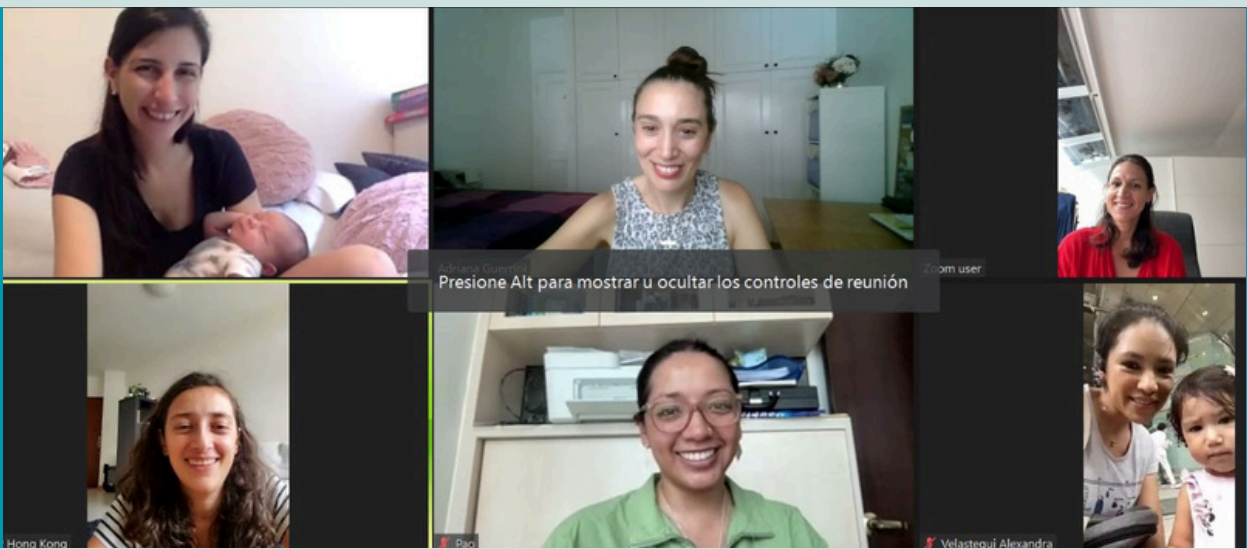 Adriana Guerr
Zoom user
Presione Alt para mostrar u ocultar los controles de reunión
Hong Kong
Pao
Velastegui Alexandra